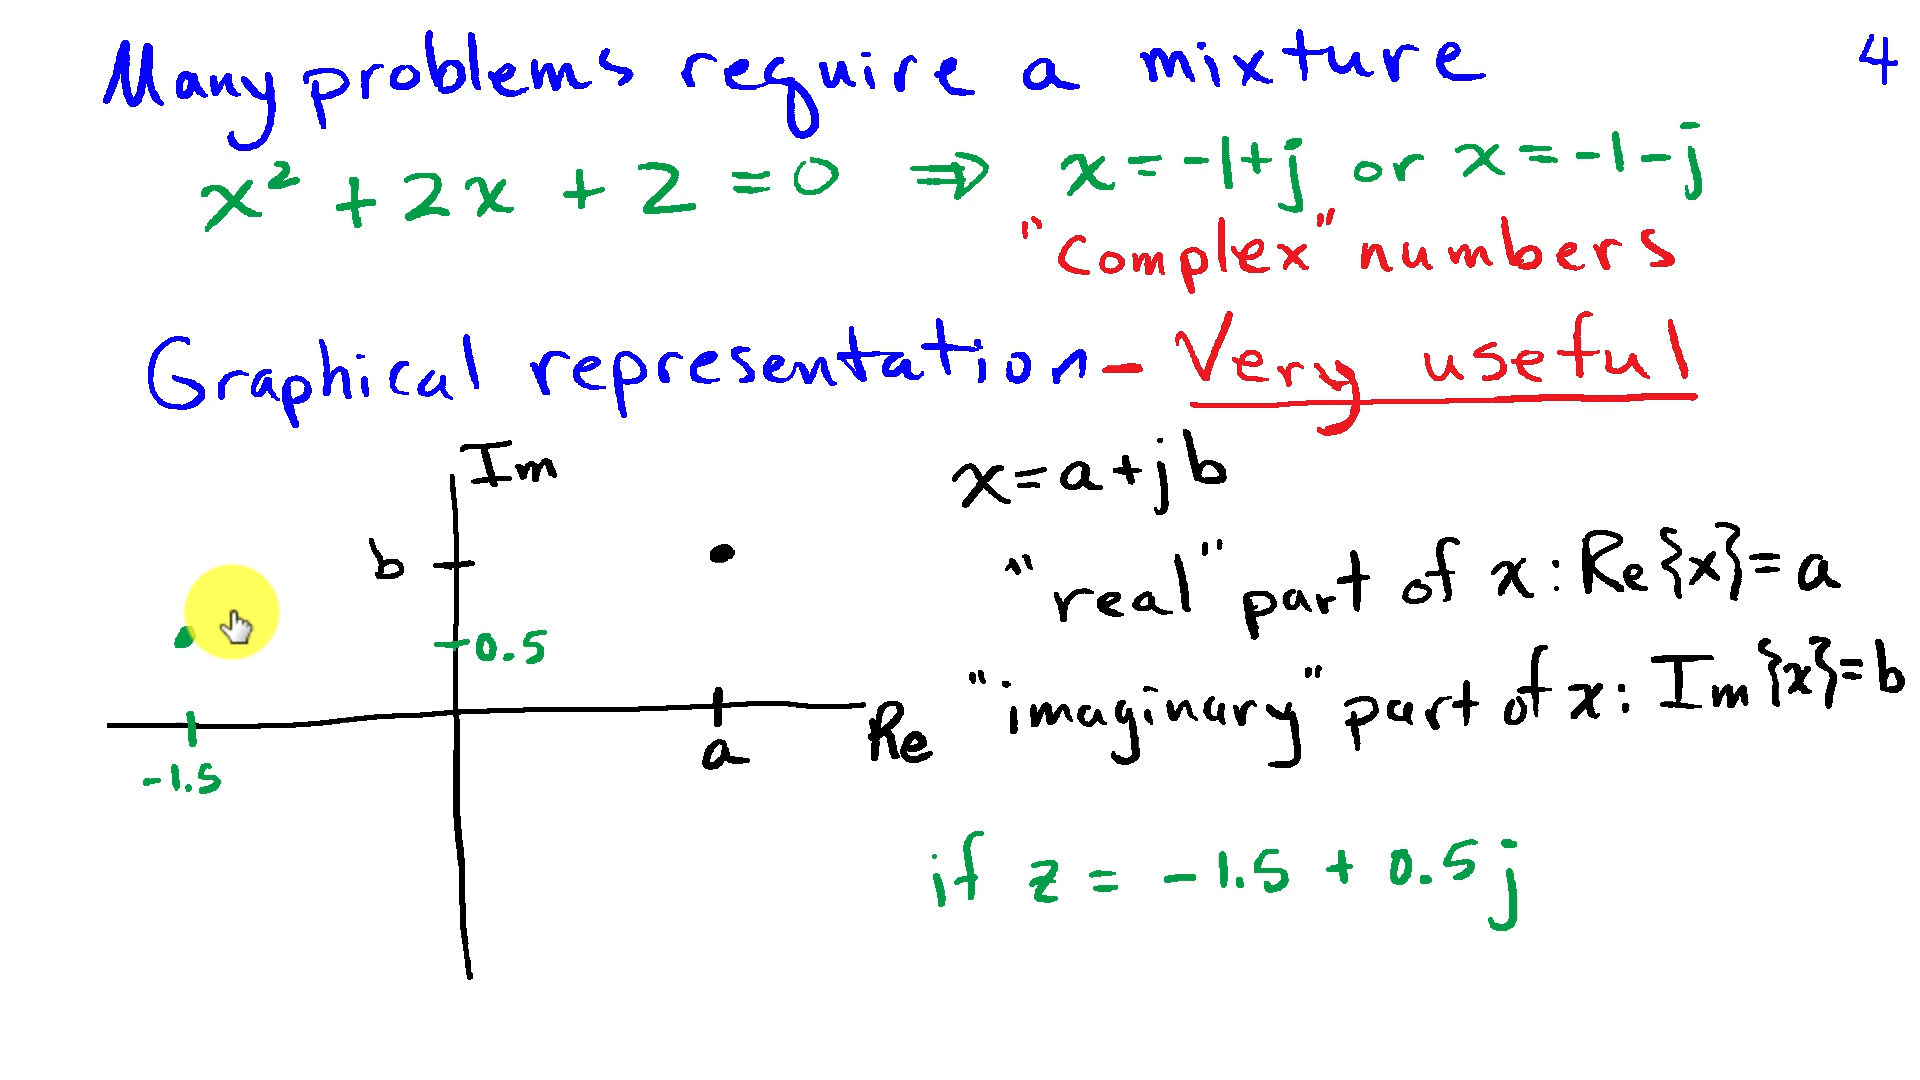 Many problems require a mixture 4
x² + 2x + 2 = 0 ⇒ x = -1+j or x = -1-j
"Complex" numbers
Graphical representation - Very useful
Im
x = a + jb
b
"real" part of x: Re{x} = a
0.5
"imaginary" part of x: Im{x} = b
Re
a
-1.5
if z = -1.5 + 0.5j